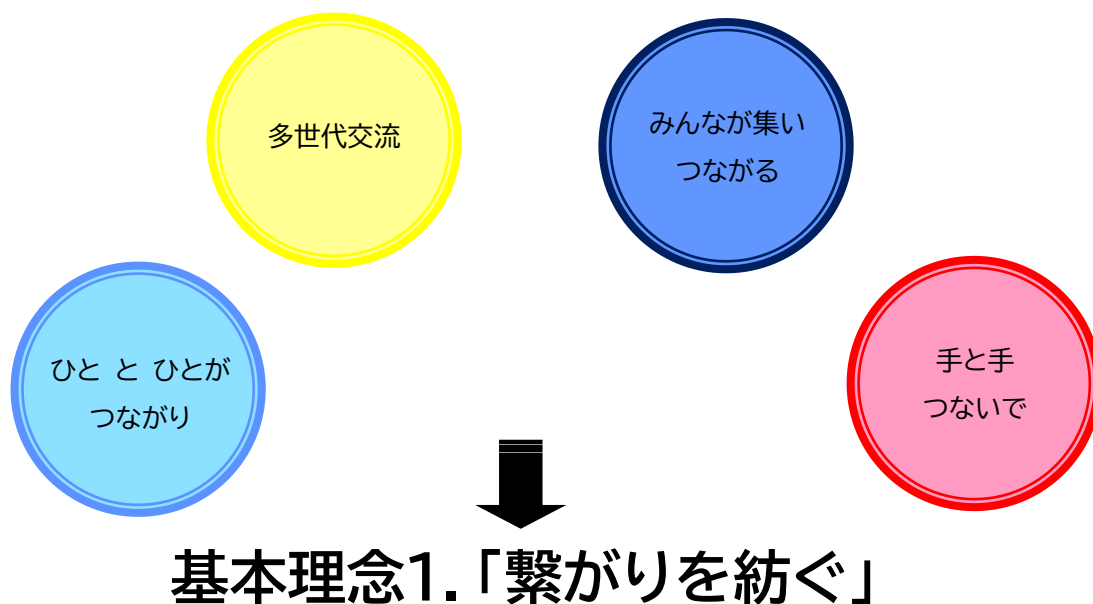 多世代交流
みんなが集い
つながる
ひと と ひとが
つながり
手と手
つないで
基本理念1.「繋がりを紡ぐ」